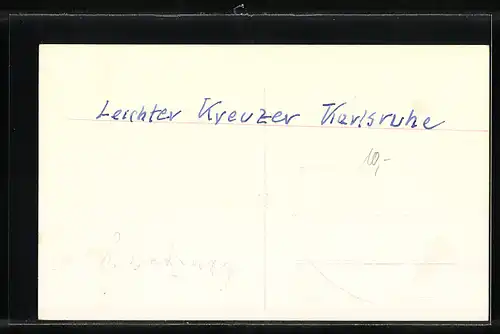 Leichter Kreuzer Karlsruhe
10,-